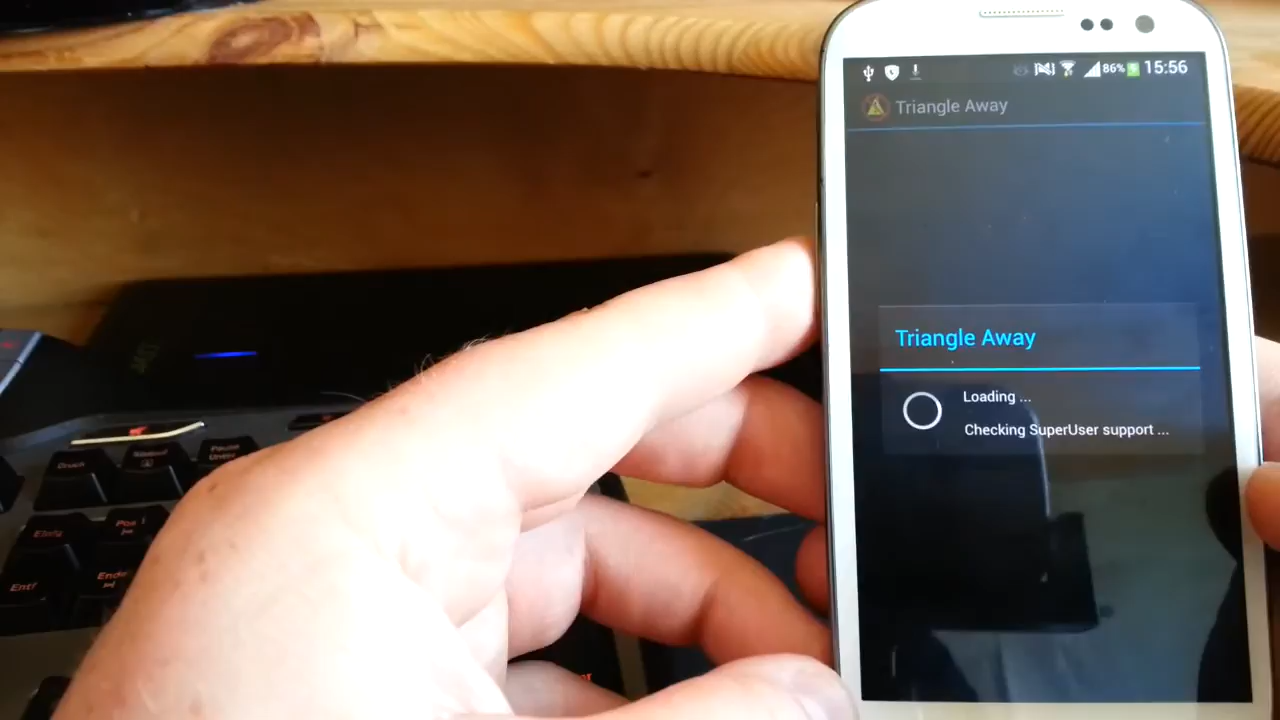 86% 15:56
Triangle Away
Triangle Away
Loading ...
Checking SuperUser support ...
Druck
Pause
Einfg
Pos 1
Entf
Ende